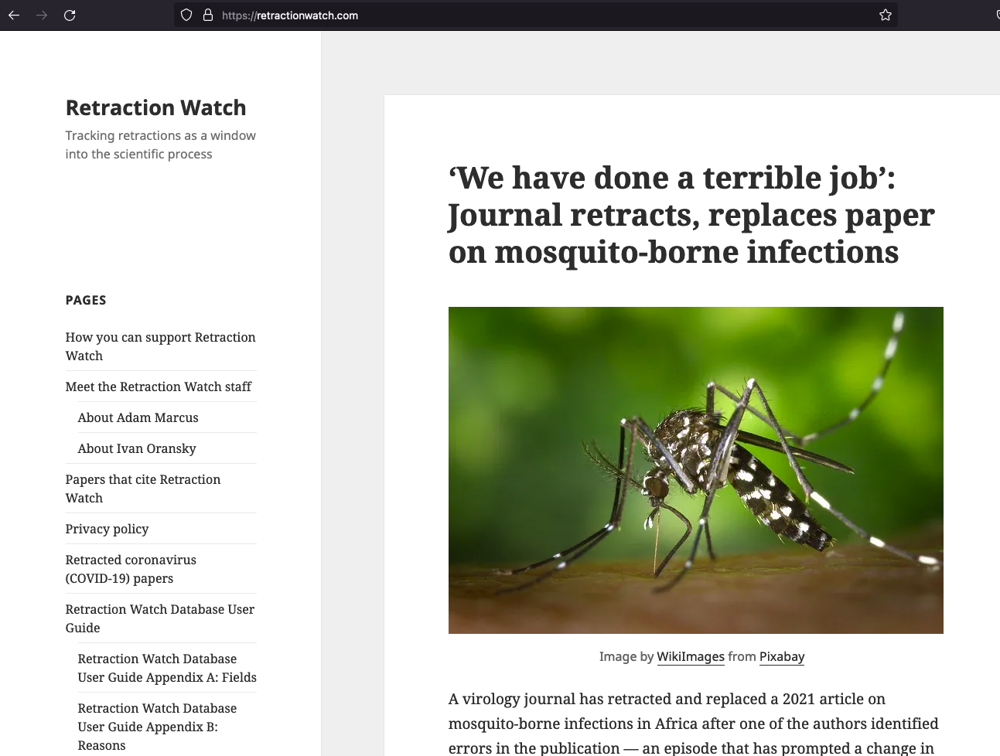 https://retractionwatch.com
Retraction Watch
Tracking retractions as a window
into the scientific process
PAGES
How you can support Retraction
Watch
Meet the Retraction Watch staff
About Adam Marcus
About Ivan Oransky
Papers that cite Retraction
Watch
Privacy policy
Retracted coronavirus
(COVID-19) papers
Retraction Watch Database User
Guide
Retraction Watch Database
User Guide Appendix A: Fields
Retraction Watch Database
User Guide Appendix B:
Reasons
‘We have done a terrible job’:
Journal retracts, replaces paper
on mosquito-borne infections
Image by WikiImages from Pixabay
A virology journal has retracted and replaced a 2021 article on
mosquito-borne infections in Africa after one of the authors identified
errors in the publication — an episode that has prompted a change in